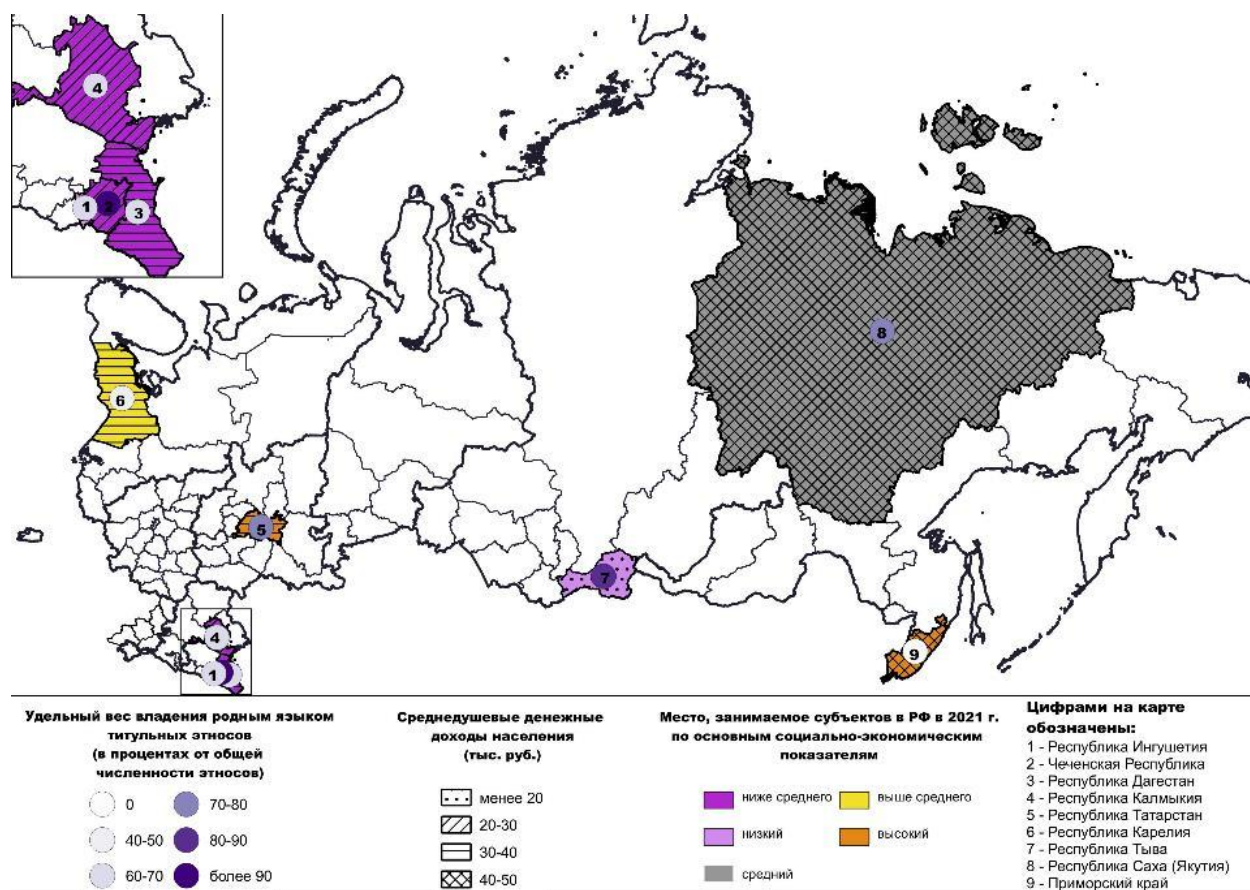 4
1
2
3
8
6
5
7
4
9
1
Удельный вес владения родным языком
титульных этносов
(в процентах от общей
численности этносов)
0
70-80
40-50
80-90
60-70
более 90
Среднедушевые денежные
доходы населения
(тыс. руб.)
менее 20
20-30
30-40
40-50
Место, занимаемое субъектов в РФ в 2021 г.
по основным социально-экономическим
показателям
ниже среднего
выше среднего
низкий
высокий
средний
Цифрами на карте
обозначены:
1 - Республика Ингушетия
2 - Чеченская Республика
3 - Республика Дагестан
4 - Республика Калмыкия
5 - Республика Татарстан
6 - Республика Карелия
7 - Республика Тыва
8 - Республика Саха (Якутия)
9 - Приморский край